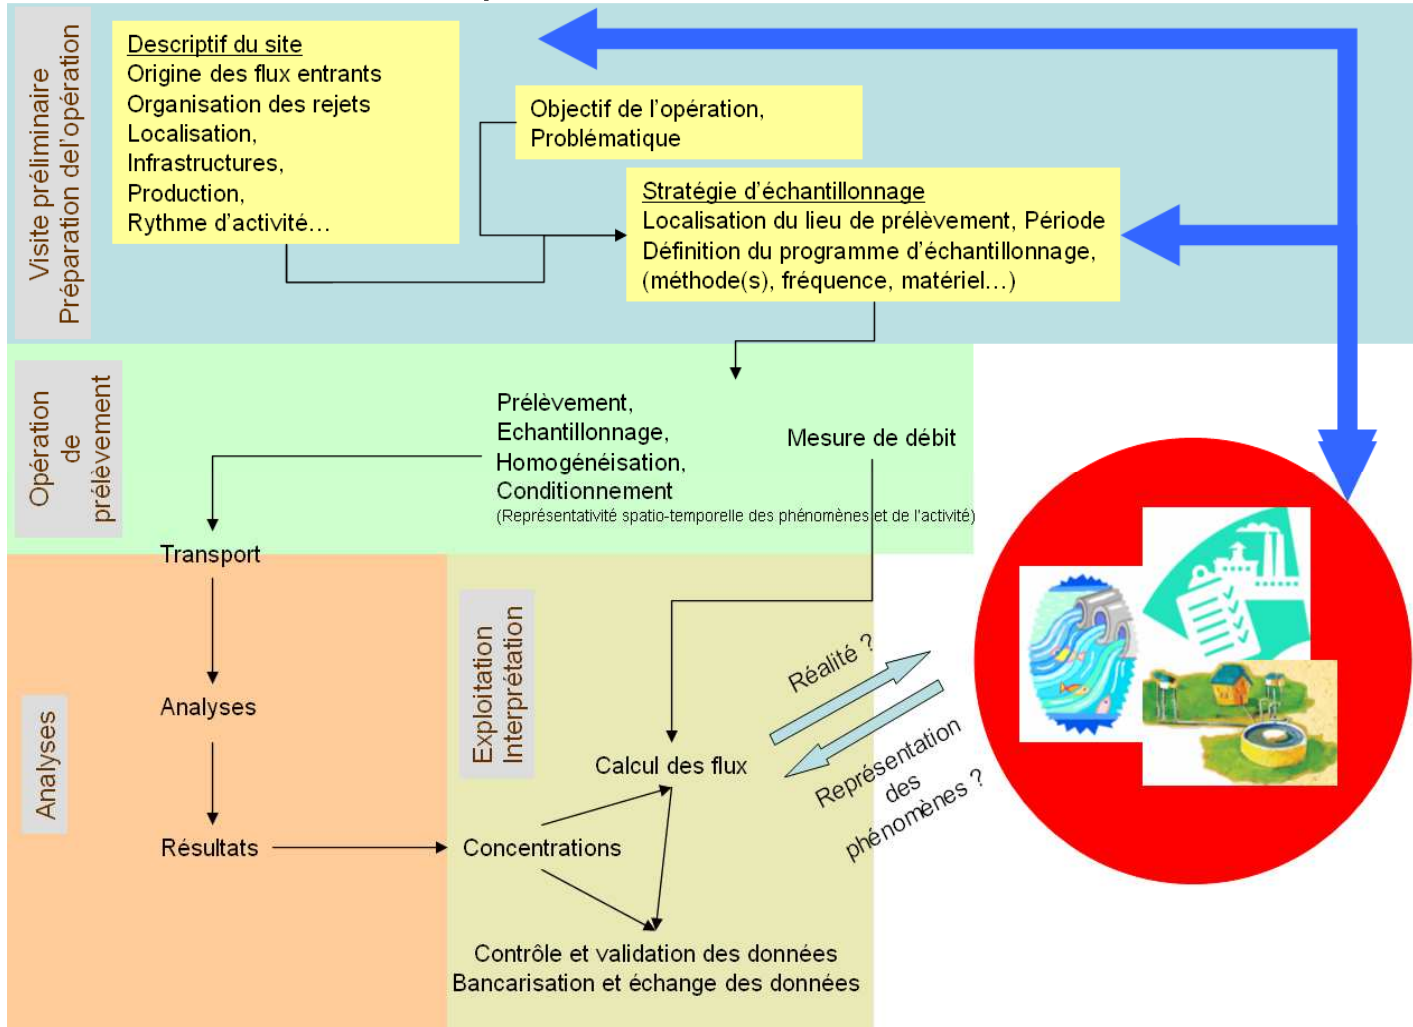 Visite préliminaire
Préparation del'opération
Descriptif du site
Origine des flux entrants
Organisation des rejets
Localisation,
Infrastructures,
Production,
Rythme d'activité…
Objectif de l'opération,
Problématique
Stratégie d'échantillonnage
Localisation du lieu de prélèvement, Période
Définition du programme d'échantillonnage,
(méthode(s), fréquence, matériel…)
Opération
de
prélèvement
Prélèvement,
Echantillonnage,
Homogénéisation,
Conditionnement
(Représentativité spatio-temporelle des phénomènes et de l'activité)
Mesure de débit
Transport
Analyses
Analyses
Résultats
Exploitation
Interprétation
Calcul des flux
Concentrations
Contrôle et validation des données
Bancarisation et échange des données
Réalité ?
Représentation
des
phénomènes ?